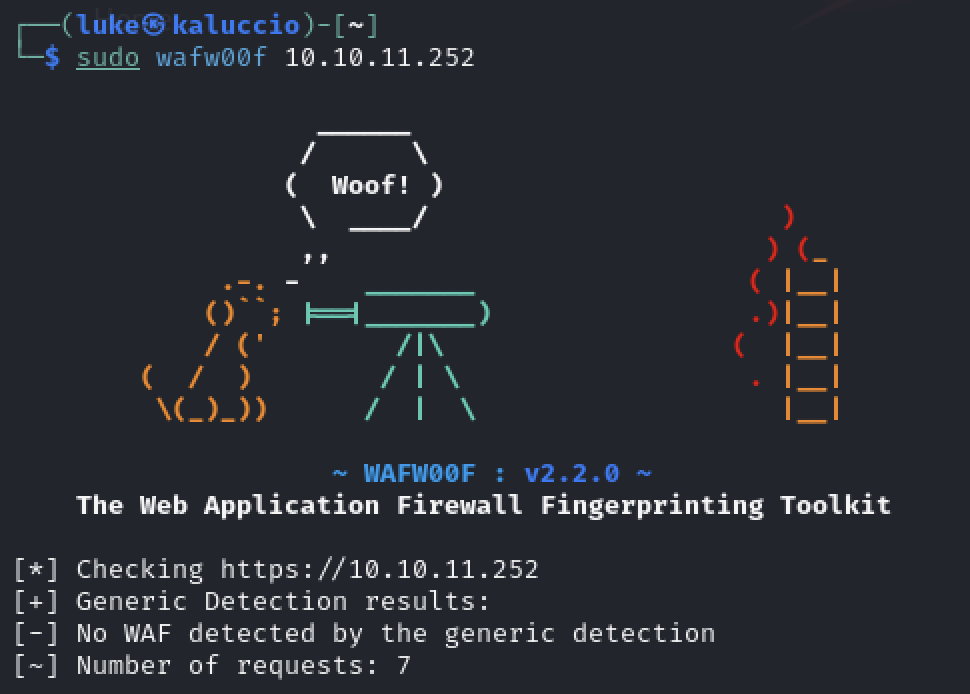 ┌──(luke㉿kaluccio)-[~]
└─$ sudo wafw00f 10.10.11.252
Woof!
~ WAFW00F : v2.2.0 ~
The Web Application Firewall Fingerprinting Toolkit
[*] Checking https://10.10.11.252
[+] Generic Detection results:
[-] No WAF detected by the generic detection
[~] Number of requests: 7